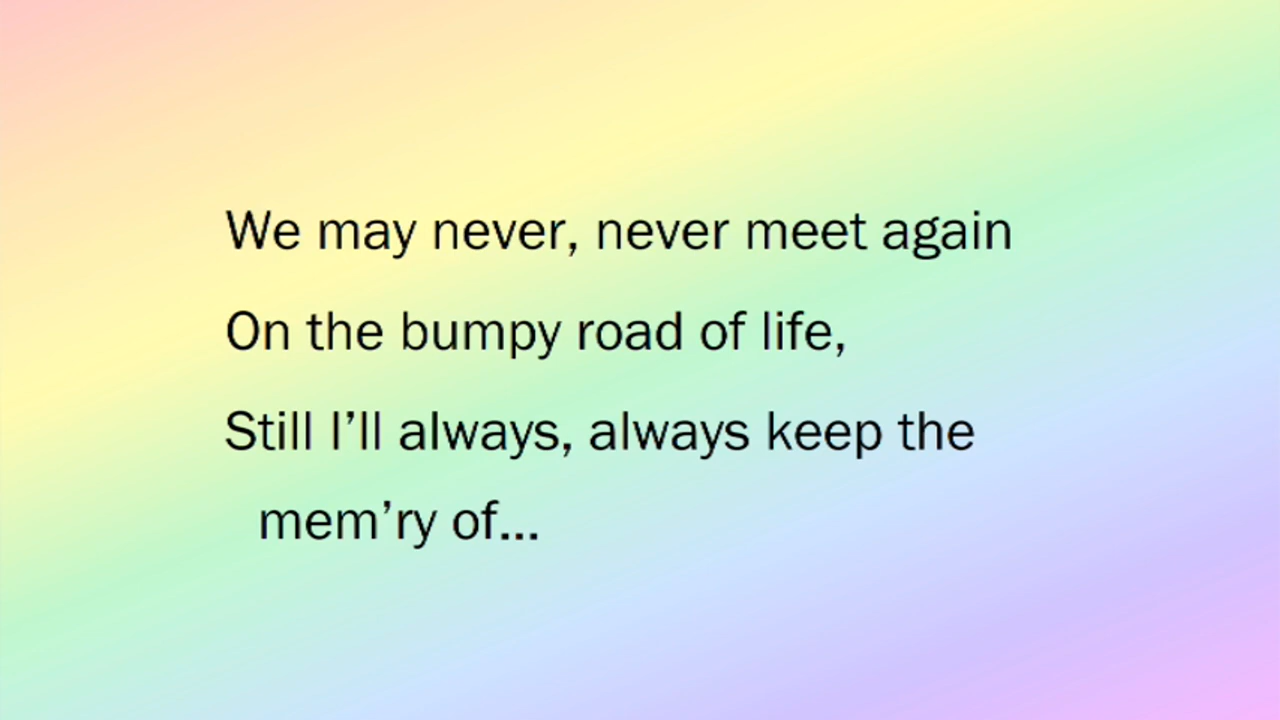 We may never, never meet again
On the bumpy road of life,
Still I’ll always, always keep the
mem’ry of...